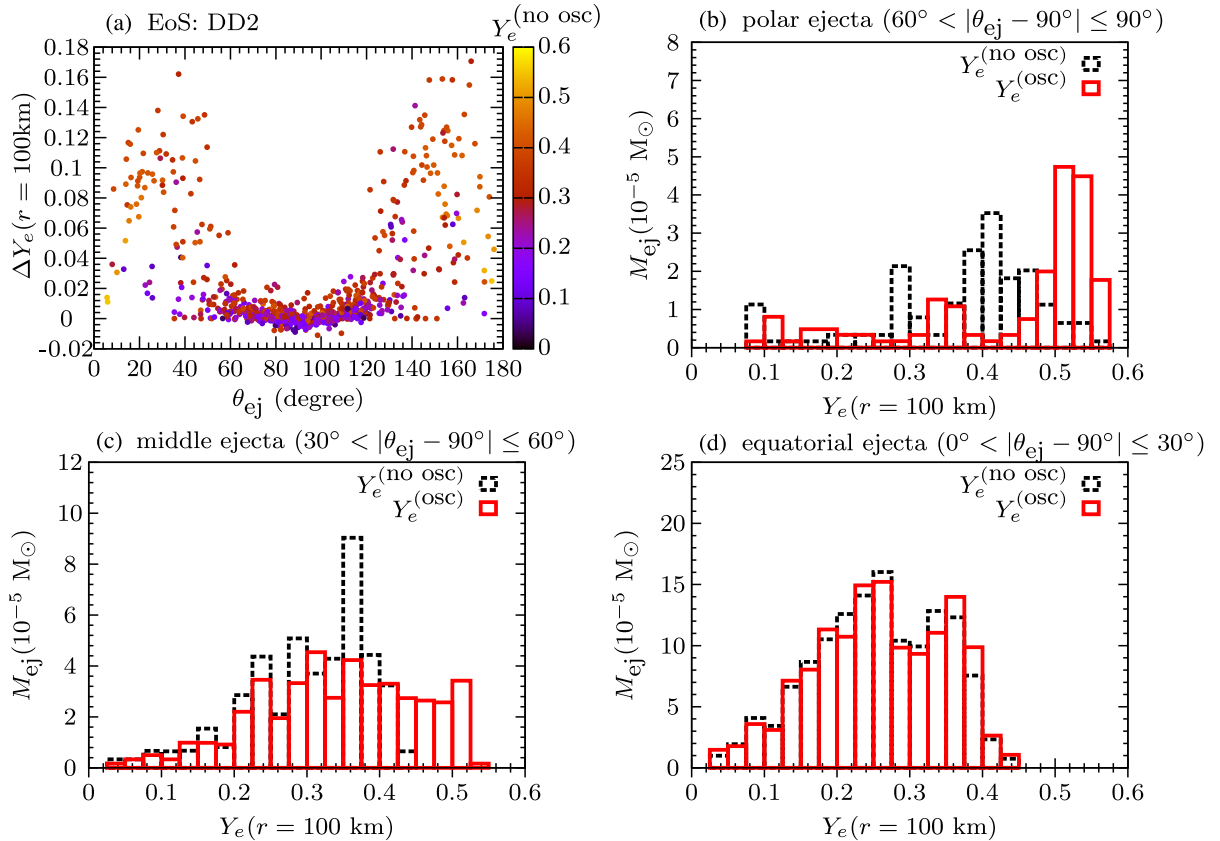 (a) EoS: DD2
Y_e^(no osc)
0.18
0.16
0.14
0.12
0.1
0.08
0.06
0.04
0.02
0
-0.02
ΔY_e(r = 100km)
0 20 40 60 80 100 120 140 160 180
θ_ej (degree)
0.6
0.5
0.4
0.3
0.2
0.1
0
(b) polar ejecta (60° < |θ_ej − 90°| ≤ 90°)
Y_e^(no osc)
Y_e^(osc)
8
7
6
5
4
3
2
1
0
M_ej(10^−5 M_⊙)
0 0.1 0.2 0.3 0.4 0.5 0.6
Y_e(r = 100 km)
(c) middle ejecta (30° < |θ_ej − 90°| ≤ 60°)
Y_e^(no osc)
Y_e^(osc)
12
10
8
6
4
2
0
M_ej(10^−5 M_⊙)
0 0.1 0.2 0.3 0.4 0.5 0.6
Y_e(r = 100 km)
(d) equatorial ejecta (0° < |θ_ej − 90°| ≤ 30°)
Y_e^(no osc)
Y_e^(osc)
25
20
15
10
5
0
M_ej(10^−5 M_⊙)
0 0.1 0.2 0.3 0.4 0.5 0.6
Y_e(r = 100 km)